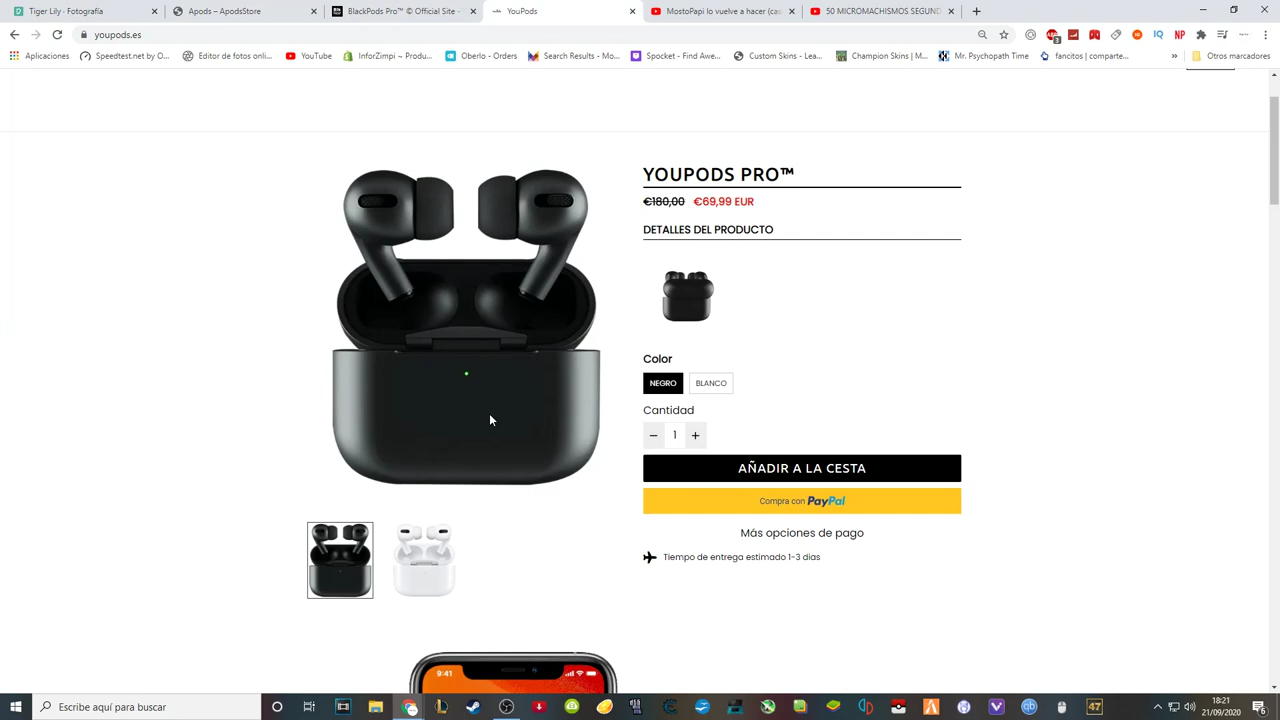 Tiger Lily - Fotografía
Apods – ApodsStore
BlackPods Pro™ © Official Site -
YouPods
MostoPapi lo vuelve a hacer (cas
50 MICROMACHISMOS SEGUND
youpods.es
Aplicaciones
Speedtest.net by O...
Editor de fotos onli...
YouTube
InforZimpi ~ Produ...
Oberlo - Orders
Search Results - Mo...
Spocket - Find Awe...
Custom Skins - Lea...
Champion Skins | M...
Mr. Psychopath Time
fancitos | comparte...
»
Otros marcadores
YOUPODS PRO™
€180,00 €69,99 EUR
DETALLES DEL PRODUCTO
Color
NEGRO BLANCO
Cantidad
− 1 +
AÑADIR A LA CESTA
Compra con PayPal
Más opciones de pago
Tiempo de entrega estimado 1-3 dias
9:41
Escribe aquí para buscar
18:21
21/09/2020